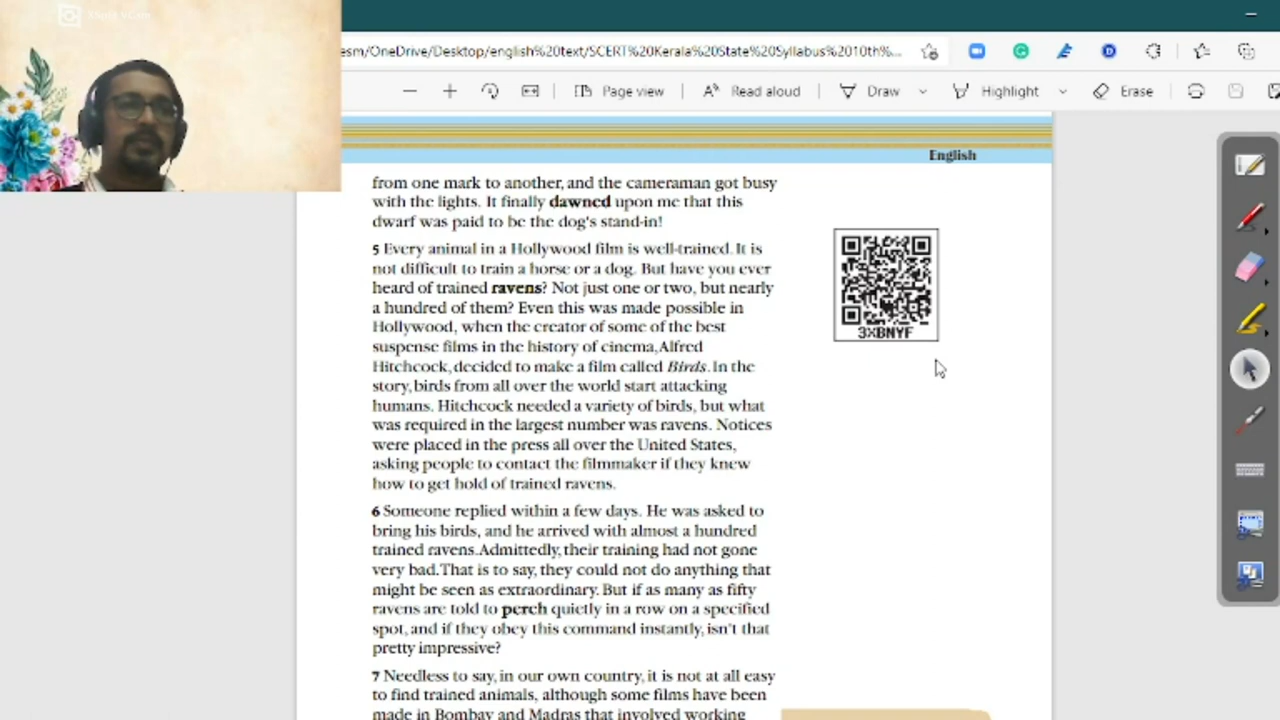 esm/OneDrive/Desktop/english%20text/SCERT%20Kerala%20State%20Syllabus%2010th%...
Page view
Read aloud
Draw
Highlight
Erase
English
from one mark to another, and the cameraman got busy
with the lights. It finally dawned upon me that this
dwarf was paid to be the dog's stand-in!
5 Every animal in a Hollywood film is well-trained. It is
not difficult to train a horse or a dog. But have you ever
heard of trained ravens? Not just one or two, but nearly
a hundred of them? Even this was made possible in
Hollywood, when the creator of some of the best
suspense films in the history of cinema, Alfred
Hitchcock, decided to make a film called Birds. In the
story, birds from all over the world start attacking
humans. Hitchcock needed a variety of birds, but what
was required in the largest number was ravens. Notices
were placed in the press all over the United States,
asking people to contact the filmmaker if they knew
how to get hold of trained ravens.
3XBNYF
6 Someone replied within a few days. He was asked to
bring his birds, and he arrived with almost a hundred
trained ravens. Admittedly, their training had not gone
very bad. That is to say, they could not do anything that
might be seen as extraordinary. But if as many as fifty
ravens are told to perch quietly in a row on a specified
spot, and if they obey this command instantly, isn't that
pretty impressive?
7 Needless to say, in our own country, it is not at all easy
to find trained animals, although some films have been
made in Bombay and Madras that involved working